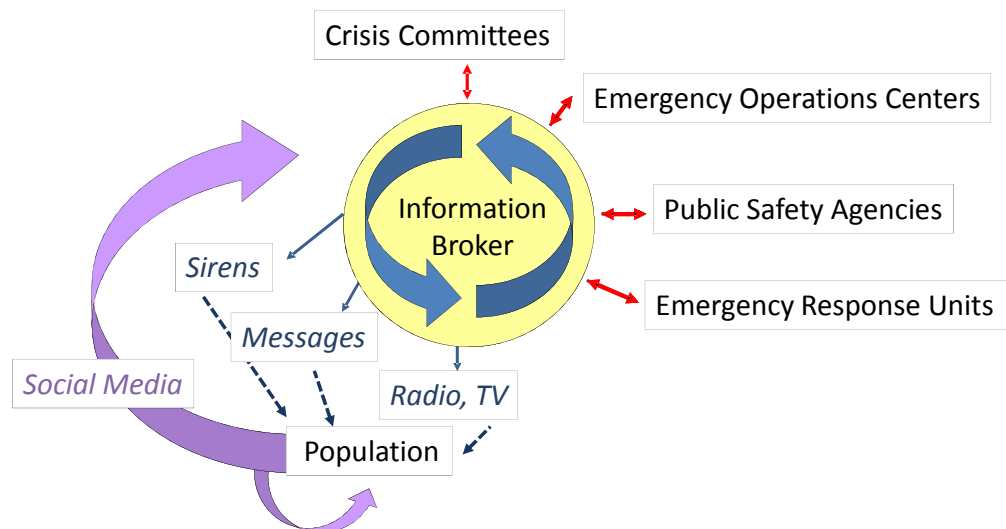 Crisis Committees
Emergency Operations Centers
Information
Broker
Public Safety Agencies
Sirens
Emergency Response Units
Messages
Social Media
Radio, TV
Population